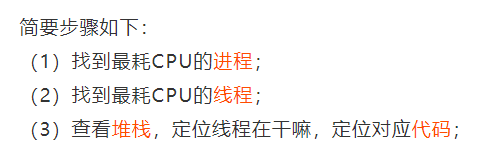 简要步骤如下：
（1）找到最耗CPU的进程；
（2）找到最耗CPU的线程；
（3）查看堆栈，定位线程在干嘛，定位对应代码；